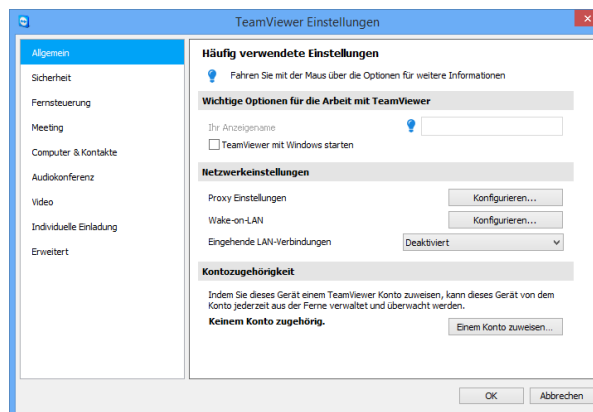 TeamViewer Einstellungen
Allgemein
Sicherheit
Fernsteuerung
Meeting
Computer & Kontakte
Audiokonferenz
Video
Individuelle Einladung
Erweitert
Häufig verwendete Einstellungen
Fahren Sie mit der Maus über die Optionen für weitere Informationen
Wichtige Optionen für die Arbeit mit TeamViewer
Ihr Anzeigename
TeamViewer mit Windows starten
Netzwerkeinstellungen
Proxy Einstellungen
Konfigurieren...
Wake-on-LAN
Konfigurieren...
Eingehende LAN-Verbindungen
Deaktiviert
Kontozugehörigkeit
Indem Sie dieses Gerät einem TeamViewer Konto zuweisen, kann dieses Gerät von dem
Konto jederzeit aus der Ferne verwaltet und überwacht werden.
Keinem Konto zugehörig.
Einem Konto zuweisen...
OK
Abbrechen